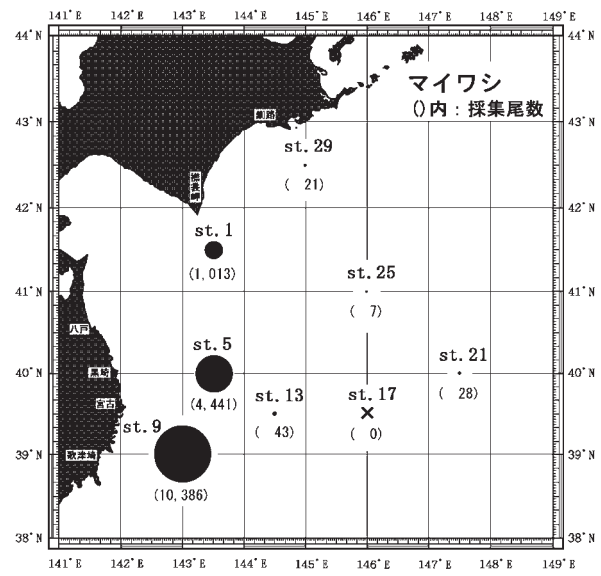 141°E 142°E 143°E 144°E 145°E 146°E 147°E 148°E 149°E
44°N 44°N
マイワシ
()内：採集尾数
43°N 釧路 43°N
st.29
( 21)
襟裳岬
42°N 42°N
st.1
(1,013)
st.25
41°N 41°N
( 7)
八戸
st.5
st.21
40°N 黒崎 40°N
(4,441)
( 28)
宮古
st.13
st.17
st.9
( 43)
( 0)
39°N 歌津埼 39°N
(10,386)
38°N 38°N
141°E 142°E 143°E 144°E 145°E 146°E 147°E 148°E 149°E